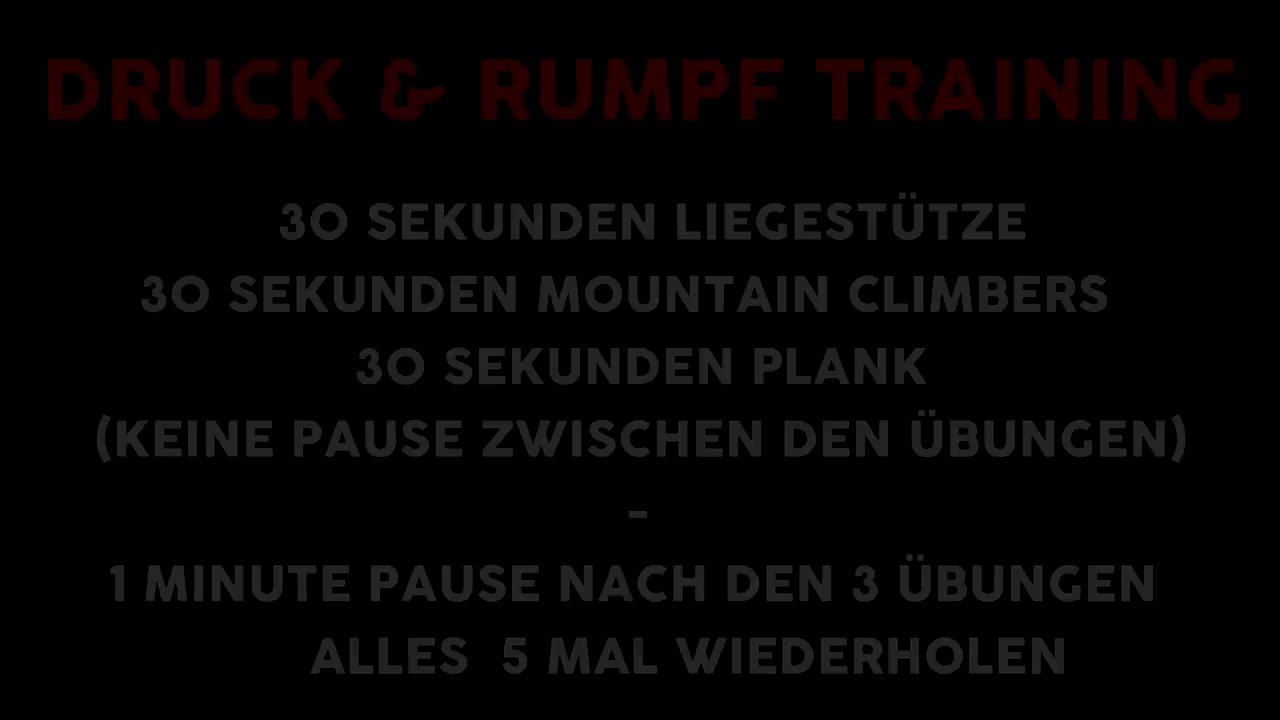 DRUCK & RUMPF TRAINING
30 SEKUNDEN LIEGESTÜTZE
30 SEKUNDEN MOUNTAIN CLIMBERS
30 SEKUNDEN PLANK
(KEINE PAUSE ZWISCHEN DEN ÜBUNGEN)
-
1 MINUTE PAUSE NACH DEN 3 ÜBUNGEN
ALLES 5 MAL WIEDERHOLEN